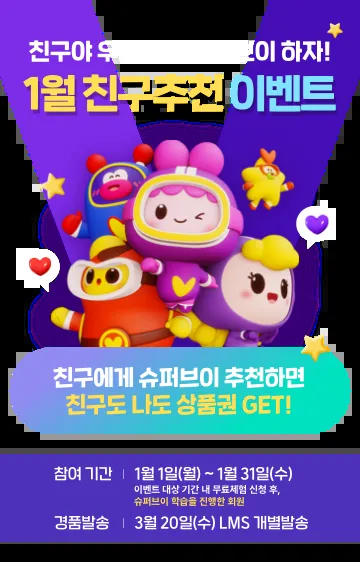 친구야 우 이 하자!
1월 친구추천 이벤트
친구에게 슈퍼브이 추천하면
친구도 나도 상품권 GET!
참여 기간 | 1월 1일(월) ~ 1월 31일(수)
이벤트 대상 기간 내 무료체험 신청 후,
슈퍼브이 학습을 진행한 회원
경품발송 | 3월 20일(수) LMS 개별발송